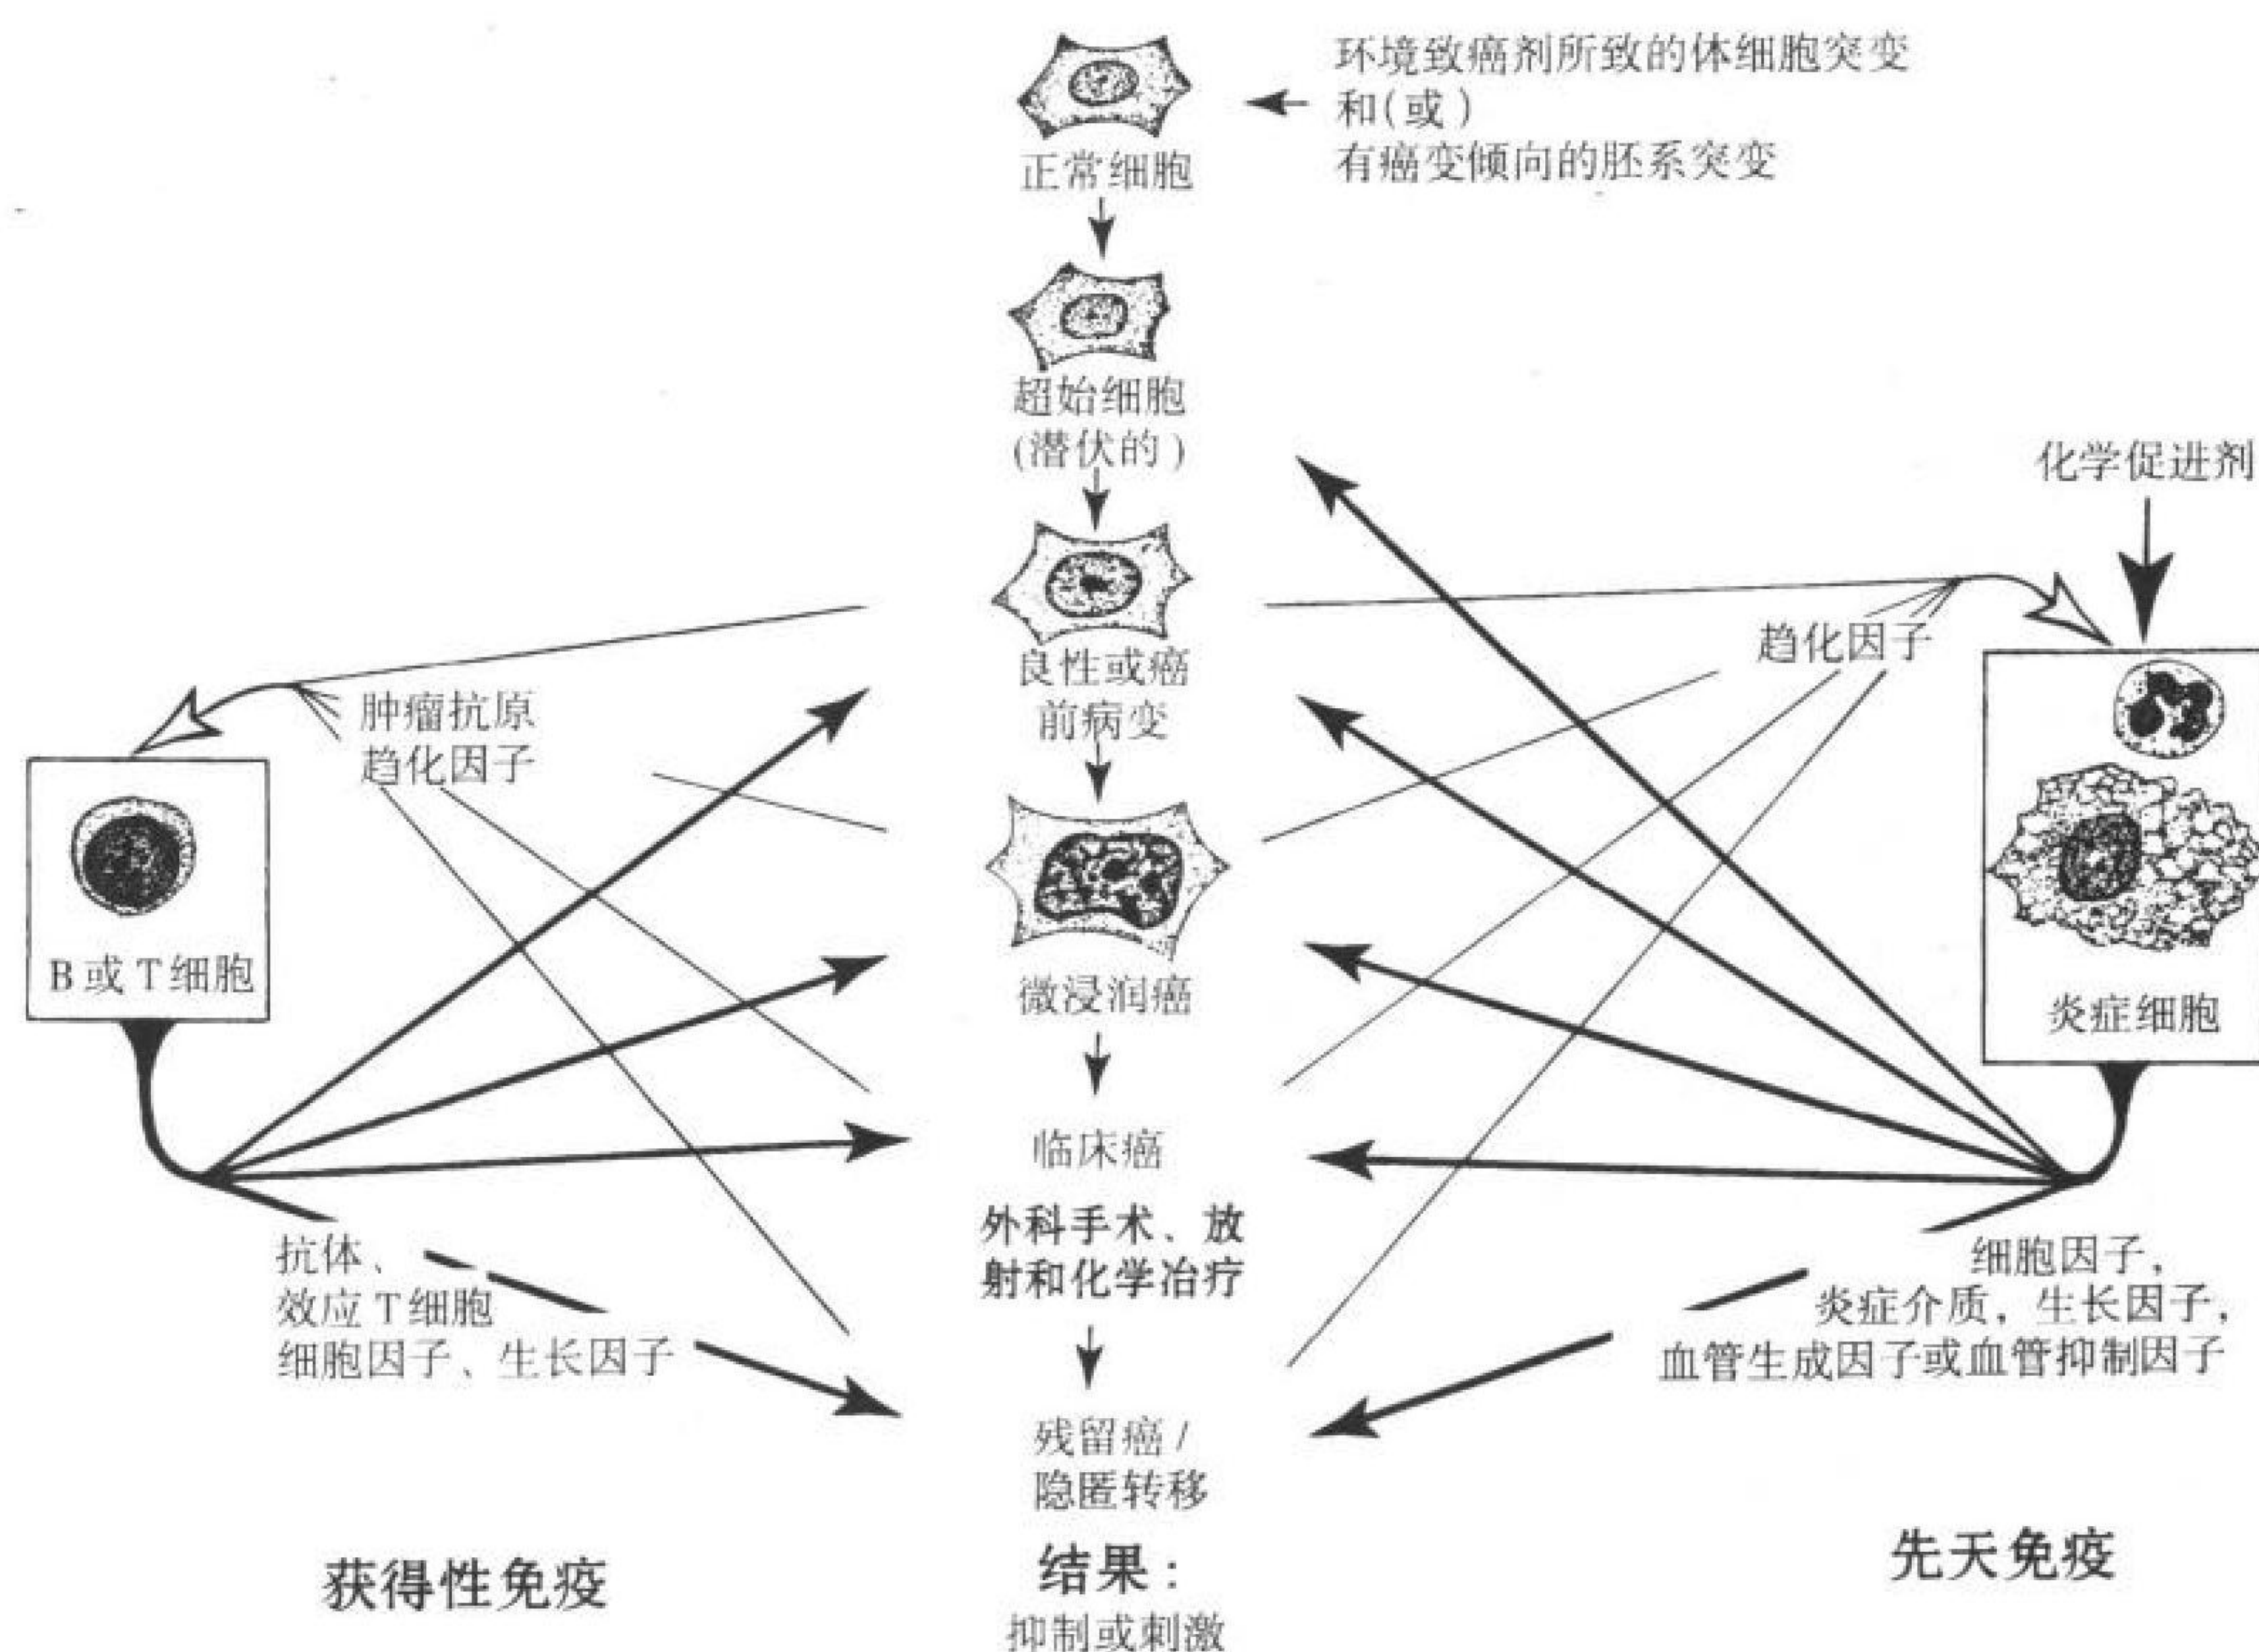 环境致癌剂所致的体细胞突变
和(或)
有癌变倾向的胚系突变
正常细胞
超始细胞
(潜伏的)
化学促进剂
趋化因子
良性或癌
前病变
肿瘤抗原
趋化因子
B或T细胞
微浸润癌
炎症细胞
临床癌
外科手术、放
射和化学冶疗
抗体、
效应T细胞
细胞因子、生长因子
细胞因子,
炎症介质,生长因子,
血管生成因子或血管抑制因子
残留癌/
隐匿转移
获得性免疫
结果:
抑制或刺激
先天免疫